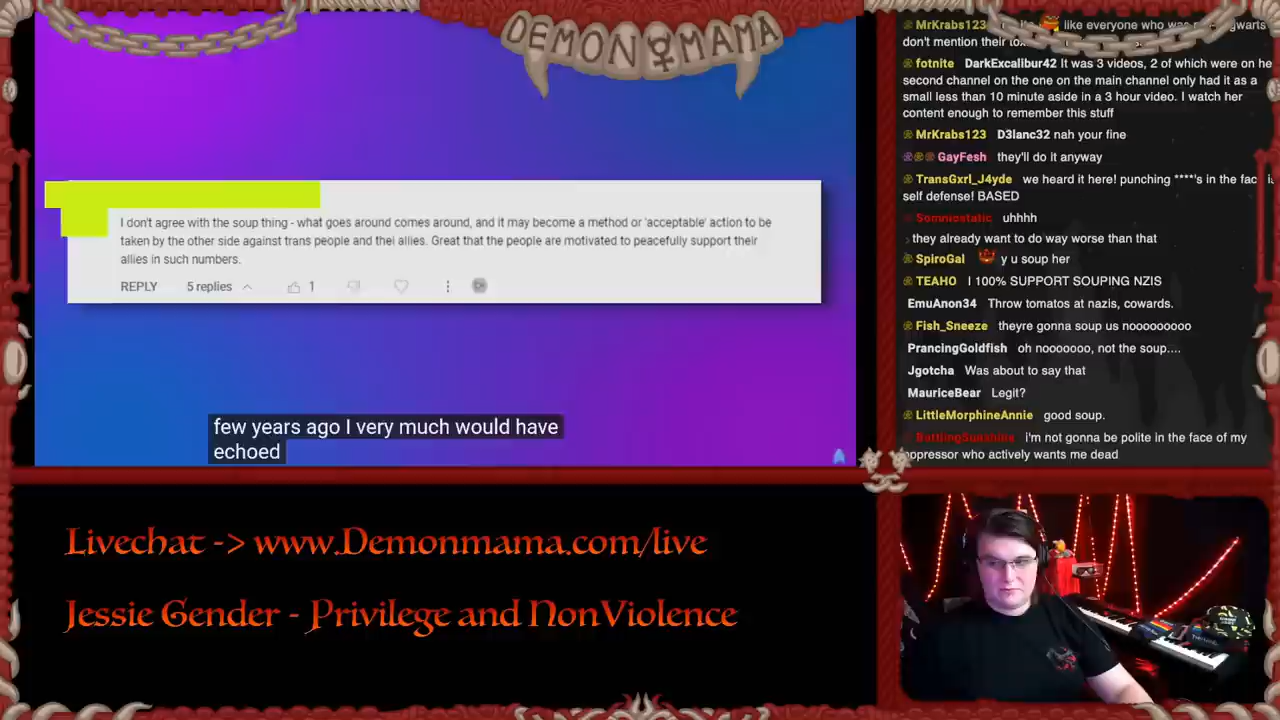 DEMON MAMA
I don't agree with the soup thing - what goes around comes around, and it may become a method or 'acceptable' action to be
taken by the other side against trans people and thei allies. Great that the people are motivated to peacefully support their
allies in such numbers.
REPLY 5 replies 1
few years ago I very much would have
echoed
Livechat -> www.Demonmama.com/live
Jessie Gender - Privilege and NonViolence
MrKrabs123 like everyone who was
don't mention their
fotnite DarkExcalibur42 It was 3 videos, 2 of which were on he
second channel on the one on the main channel only had it as a
small less than 10 minute aside in a 3 hour video. I watch her
content enough to remember this stuff
MrKrabs123 D3lanc32 nah your fine
GayFesh they'll do it anyway
TransGxrl_J4yde we heard it here! punching ****'s in the fac
self defense! BASED
Somniostatic uhhhh
they already want to do way worse than that
SpiroGal y u soup her
TEAHO I 100% SUPPORT SOUPING NZIS
EmuAnon34 Throw tomatos at nazis, cowards.
Fish_Sneeze theyre gonna soup us nooooooooo
PrancingGoldfish oh nooooooo, not the soup....
Jgotcha Was about to say that
MauriceBear Legit?
LittleMorphineAnnie good soup.
BattlingSunshine i'm not gonna be polite in the face of my
oppressor who actively wants me dead